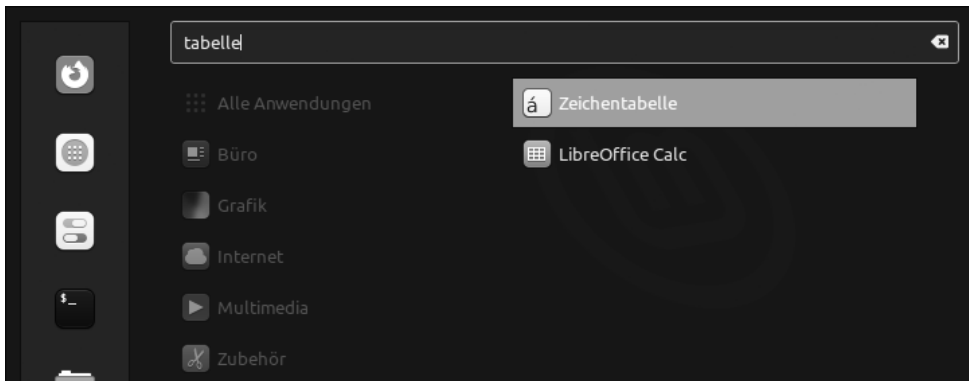 tabelle
Alle Anwendungen
Büro
Grafik
Internet
Multimedia
Zubehör
á Zeichentabelle
LibreOffice Calc
$_